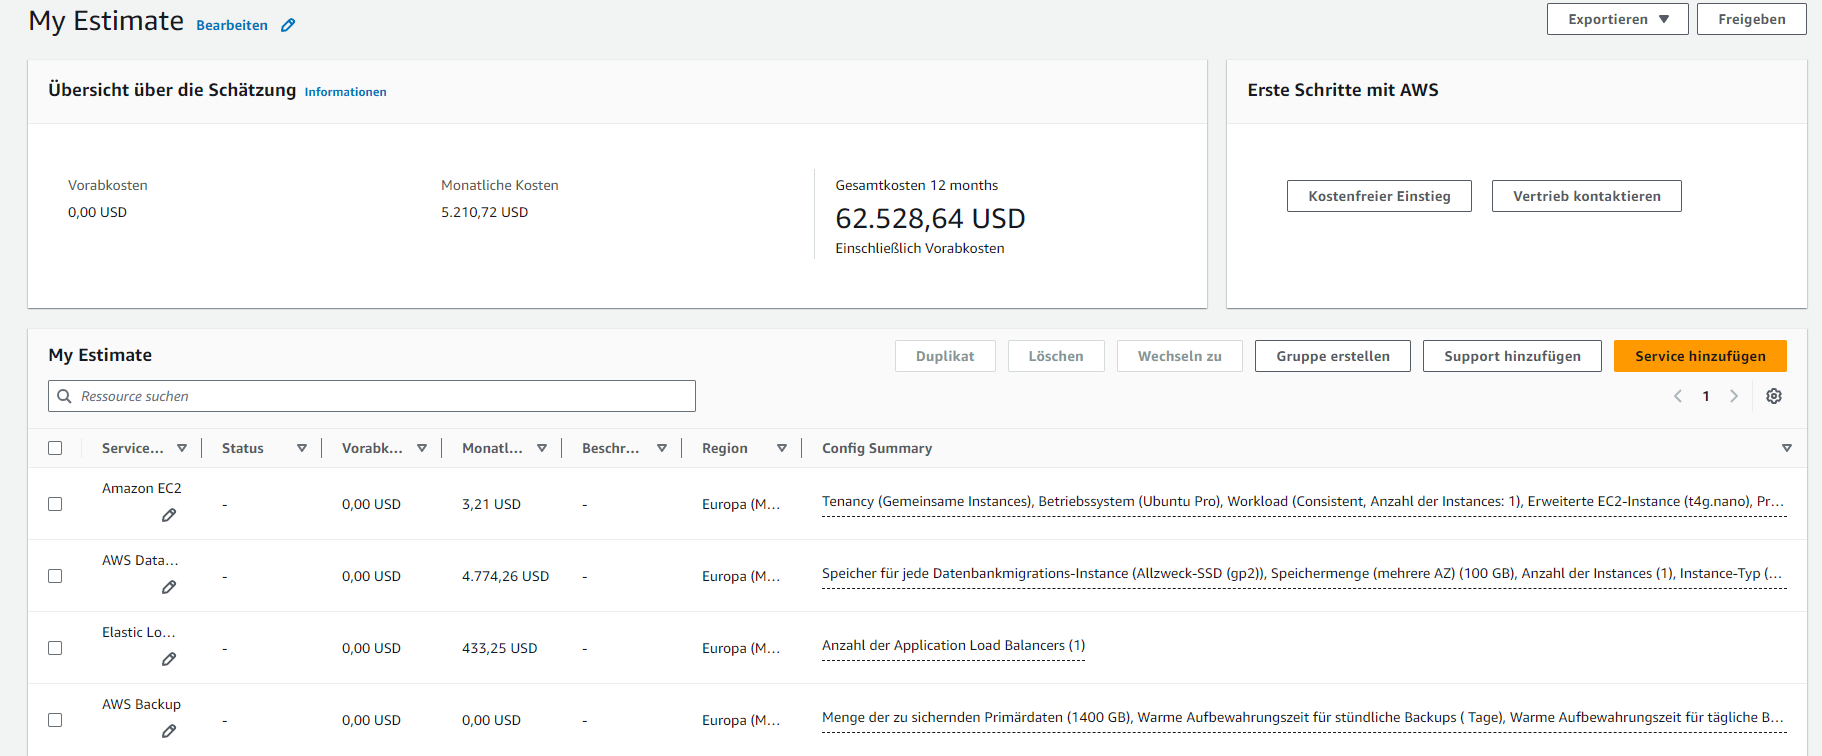 My Estimate Bearbeiten
Exportieren Freigeben
Übersicht über die Schätzung Informationen
Vorabkosten
0,00 USD
Monatliche Kosten
5.210,72 USD
Gesamtkosten 12 months
62.528,64 USD
Einschließlich Vorabkosten
Erste Schritte mit AWS
Kostenfreier Einstieg Vertrieb kontaktieren
My Estimate
Duplikat Löschen Wechseln zu Gruppe erstellen Support hinzufügen Service hinzufügen
Ressource suchen
1
Service... Status Vorabk... Monatl... Beschr... Region Config Summary
Amazon EC2 - 0,00 USD 3,21 USD - Europa (M... Tenancy (Gemeinsame Instances), Betriebssystem (Ubuntu Pro), Workload (Consistent, Anzahl der Instances: 1), Erweiterte EC2-Instance (t4g.nano), Pr...
AWS Data... - 0,00 USD 4.774,26 USD - Europa (M... Speicher für jede Datenbankmigrations-Instance (Allzweck-SSD (gp2)), Speichermenge (mehrere AZ) (100 GB), Anzahl der Instances (1), Instance-Typ (...
Elastic Lo... - 0,00 USD 433,25 USD - Europa (M... Anzahl der Application Load Balancers (1)
AWS Backup - 0,00 USD 0,00 USD - Europa (M... Menge der zu sichernden Primärdaten (1400 GB), Warme Aufbewahrungszeit für stündliche Backups ( Tage), Warme Aufbewahrungszeit für tägliche B...